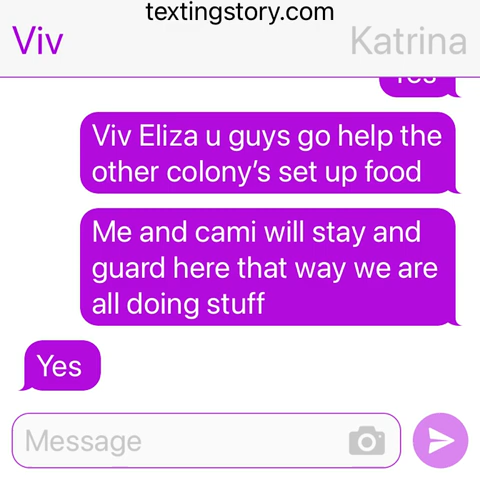 textingstory.com
Viv
Katrina
Yes
Viv Eliza u guys go help the
other colony’s set up food
Me and cami will stay and
guard here that way we are
all doing stuff
Yes
Message